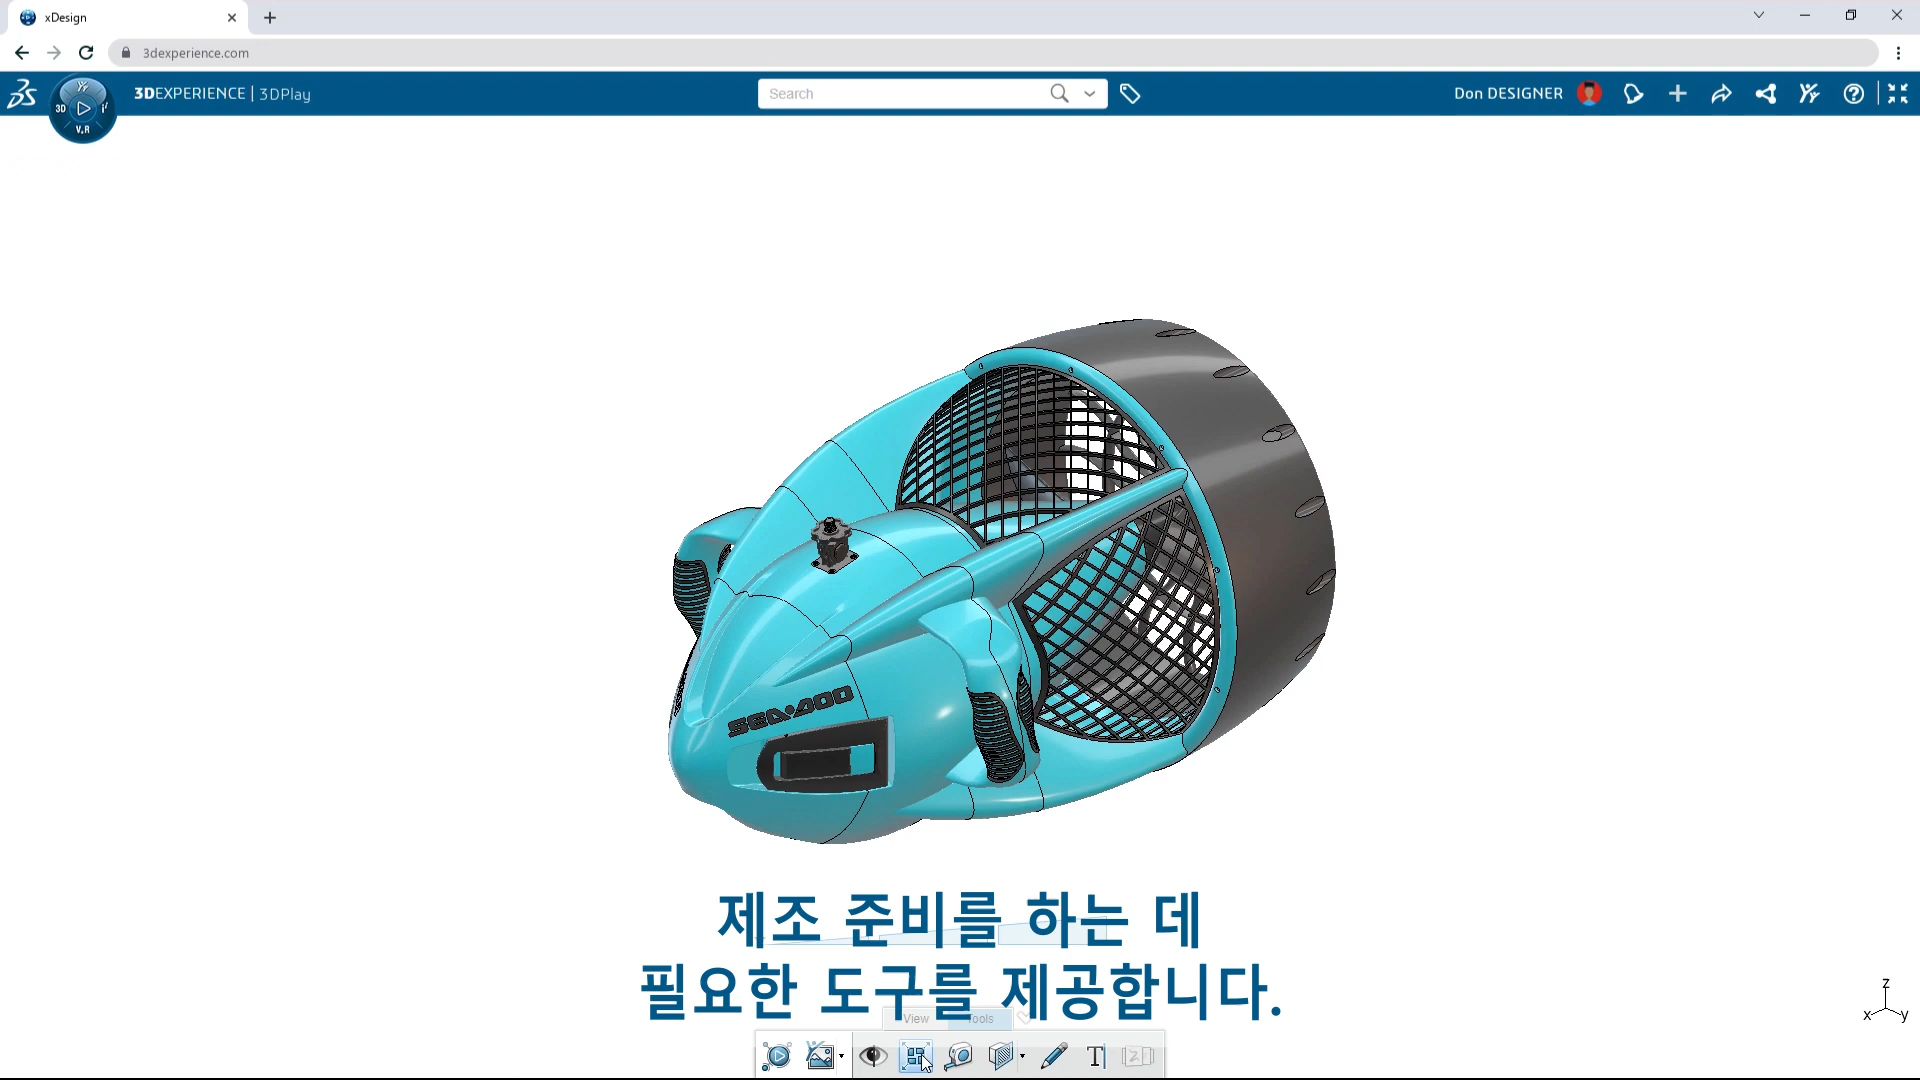 xDesign
3dexperience.com
3DEXPERIENCE | 3DPlay
Search
Don DESIGNER
3D
V.R
SEA-DOO
제조 준비를 하는 데
필요한 도구를 제공합니다.
View
Tools
z
x
y